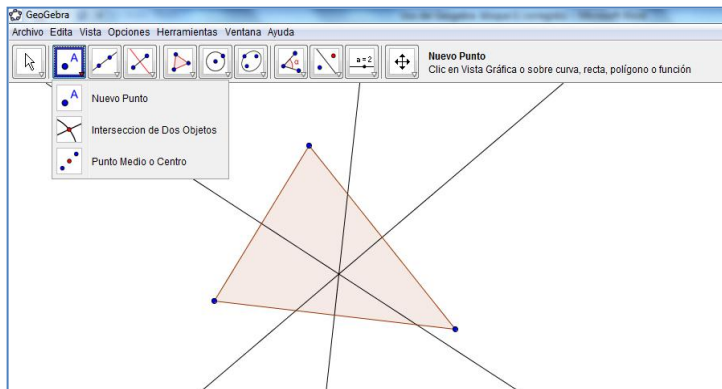 GeoGebra
Archivo Edita Vista Opciones Herramientas Ventana Ayuda
A
α
a=2
Nuevo Punto
Clic en Vista Gráfica o sobre curva, recta, polígono o función
A Nuevo Punto
Interseccion de Dos Objetos
Punto Medio o Centro